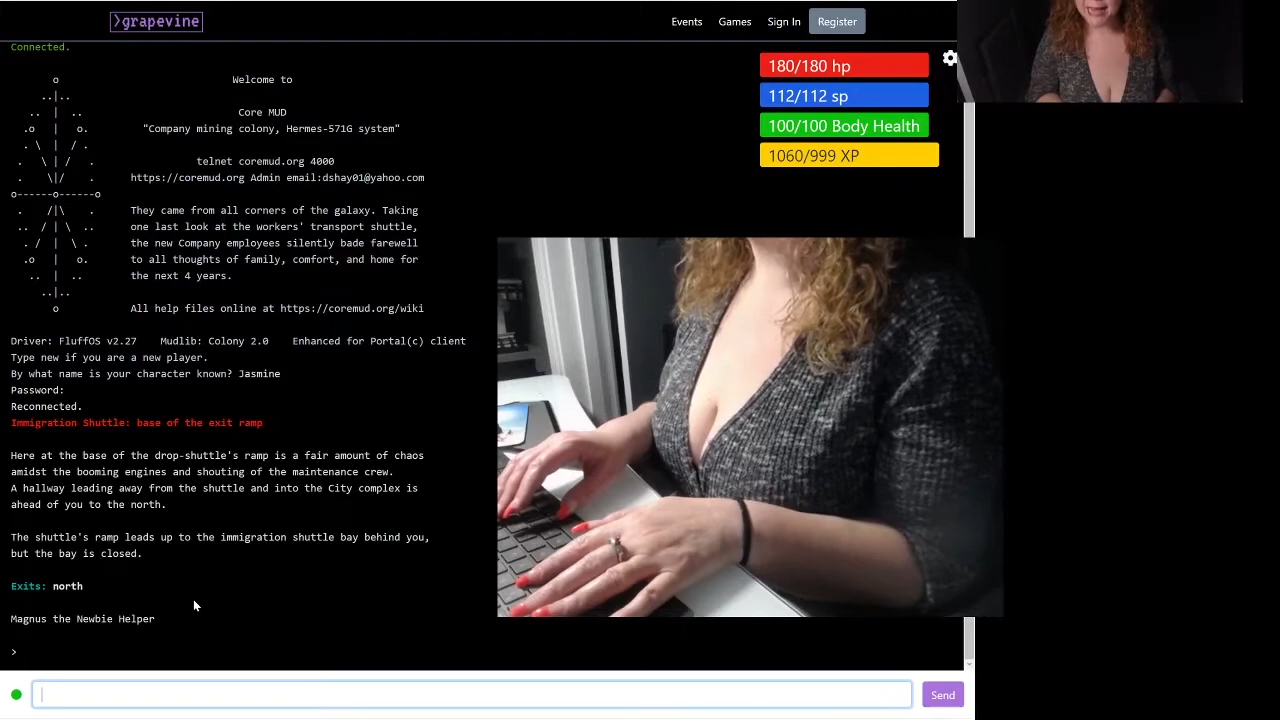 >grapevine
Events Games Sign In Register
Connected.
180/180 hp
112/112 sp
100/100 Body Health
1060/999 XP
Welcome to
Core MUD
"Company mining colony, Hermes-571G system"
telnet coremud.org 4000
https://coremud.org Admin email:dshay01@yahoo.com
They came from all corners of the galaxy. Taking
one last look at the workers' transport shuttle,
the new Company employees silently bade farewell
to all thoughts of family, comfort, and home for
the next 4 years.
All help files online at https://coremud.org/wiki
Driver: FluffOS v2.27 Mudlib: Colony 2.0 Enhanced for Portal(c) client
Type new if you are a new player.
By what name is your character known? Jasmine
Password:
Reconnected.
Immigration Shuttle: base of the exit ramp
Here at the base of the drop-shuttle's ramp is a fair amount of chaos
amidst the booming engines and shouting of the maintenance crew.
A hallway leading away from the shuttle and into the City complex is
ahead of you to the north.
The shuttle's ramp leads up to the immigration shuttle bay behind you,
but the bay is closed.
Exits: north
Magnus the Newbie Helper
>
Send